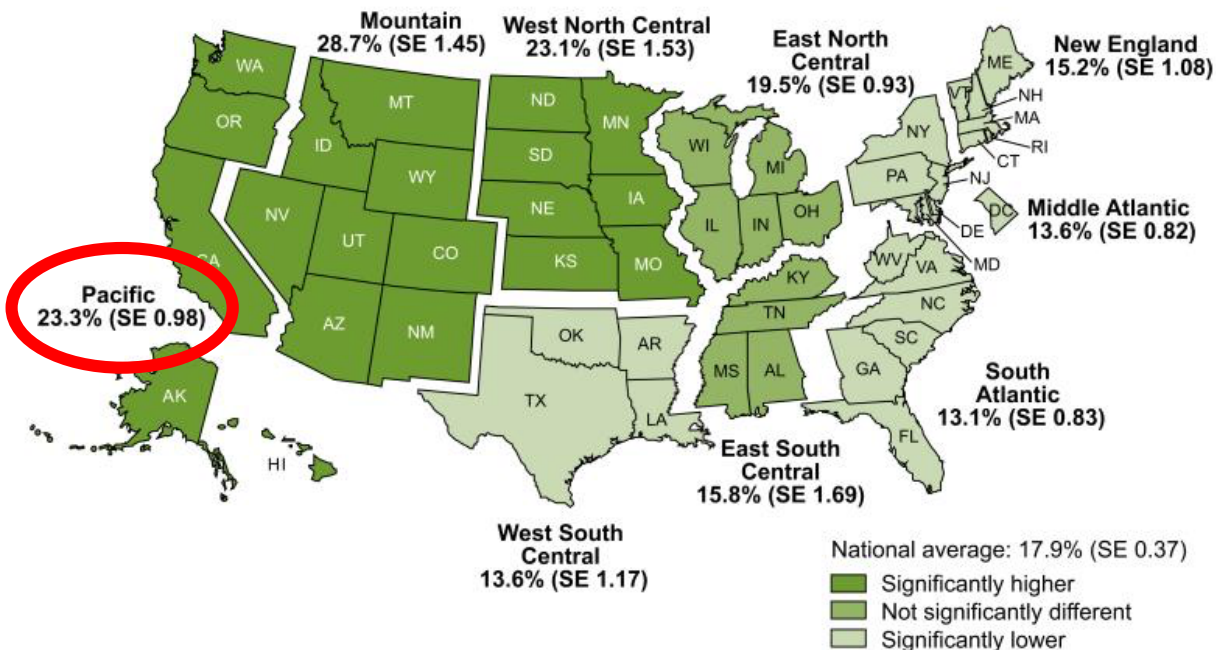 Mountain
28.7% (SE 1.45)
West North Central
23.1% (SE 1.53)
East North
Central
19.5% (SE 0.93)
New England
15.2% (SE 1.08)
WA
OR
CA
MT
ID
WY
NV
UT
CO
AZ
NM
ND
SD
NE
KS
MN
IA
MO
WI
MI
IL
IN
OH
KY
TN
MS
AL
OK
AR
TX
LA
NY
PA
WV
VA
NC
SC
GA
FL
ME
VT
NH
MA
RI
CT
NJ
DC
DE
MD
AK
HI
Pacific
23.3% (SE 0.98)
Middle Atlantic
13.6% (SE 0.82)
South
Atlantic
13.1% (SE 0.83)
East South
Central
15.8% (SE 1.69)
West South
Central
13.6% (SE 1.17)
National average: 17.9% (SE 0.37)
Significantly higher
Not significantly different
Significantly lower